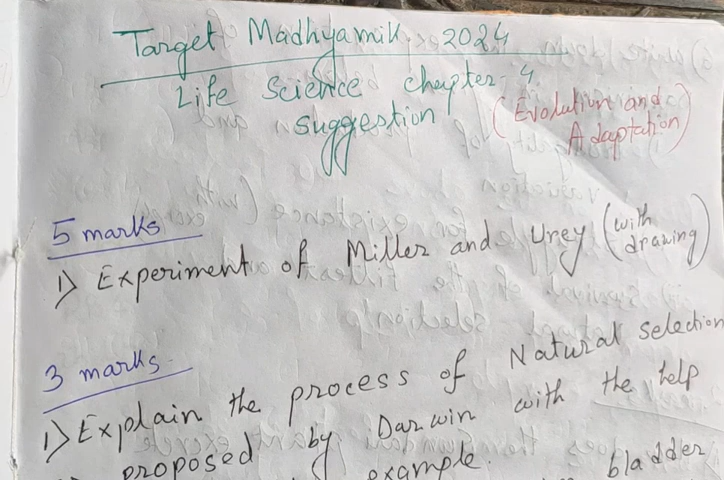 Target Madhyamik 2024
Life Science chapter-4
suggestion
(Evolution and
Adaptation)
5 marks
1) Experiment of Miller and Urey (with
drawing)
3 marks.
1) Explain the process of Natural selection
proposed by Darwin with the help
example.
bladder